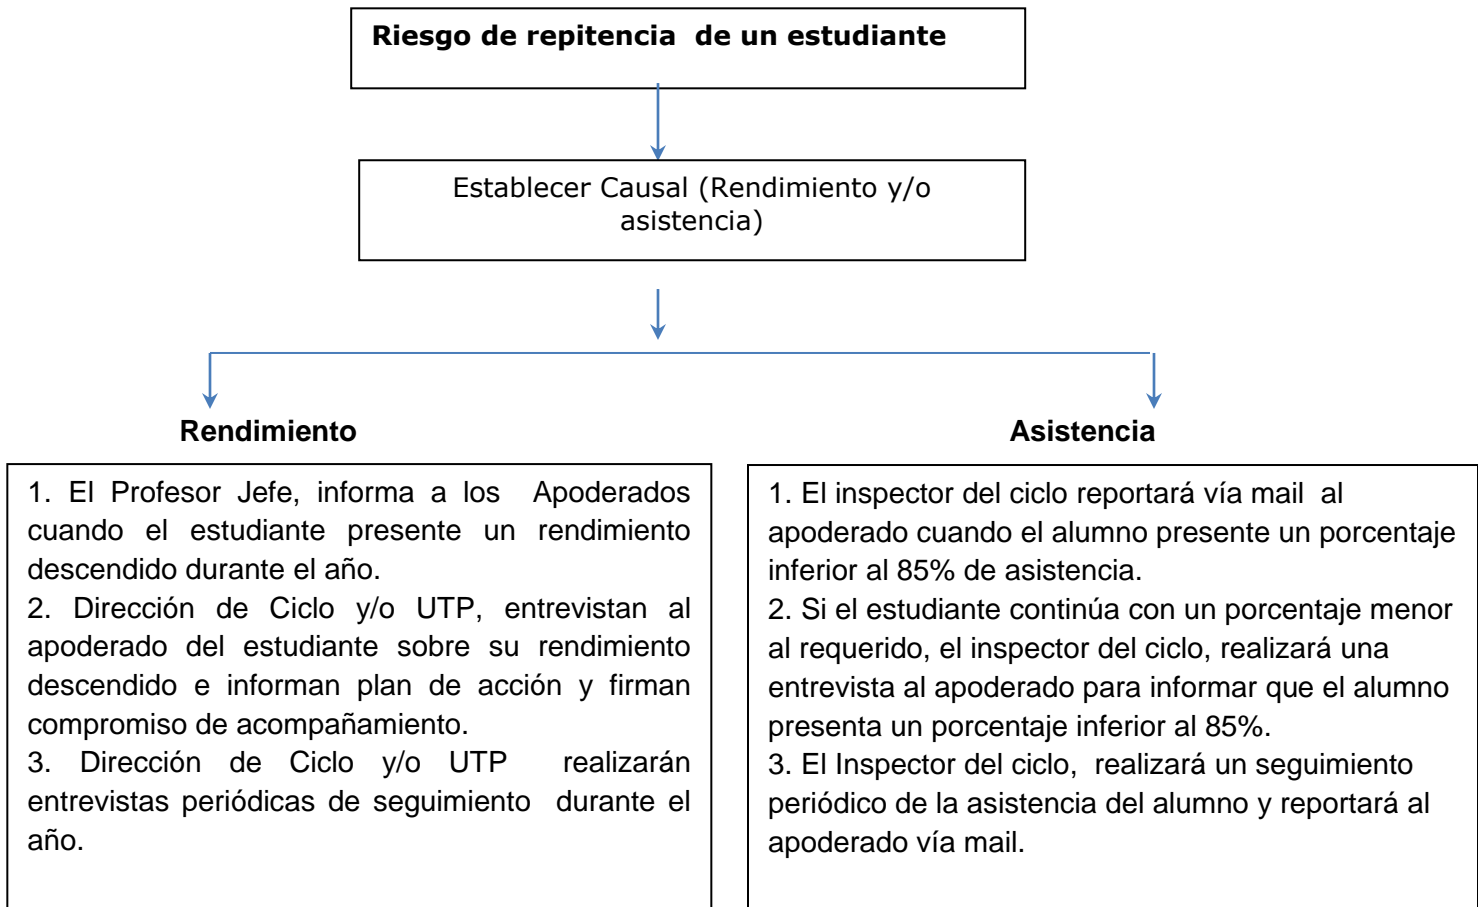 Riesgo de repitencia de un estudiante
Establecer Causal (Rendimiento y/o
asistencia)
Rendimiento
1. El Profesor Jefe, informa a los Apoderados
cuando el estudiante presente un rendimiento
descendido durante el año.
2. Dirección de Ciclo y/o UTP, entrevistan al
apoderado del estudiante sobre su rendimiento
descendido e informan plan de acción y firman
compromiso de acompañamiento.
3. Dirección de Ciclo y/o UTP realizarán
entrevistas periódicas de seguimiento durante el
año.
Asistencia
1. El inspector del ciclo reportará vía mail al
apoderado cuando el alumno presente un porcentaje
inferior al 85% de asistencia.
2. Si el estudiante continúa con un porcentaje menor
al requerido, el inspector del ciclo, realizará una
entrevista al apoderado para informar que el alumno
presenta un porcentaje inferior al 85%.
3. El Inspector del ciclo, realizará un seguimiento
periódico de la asistencia del alumno y reportará al
apoderado vía mail.